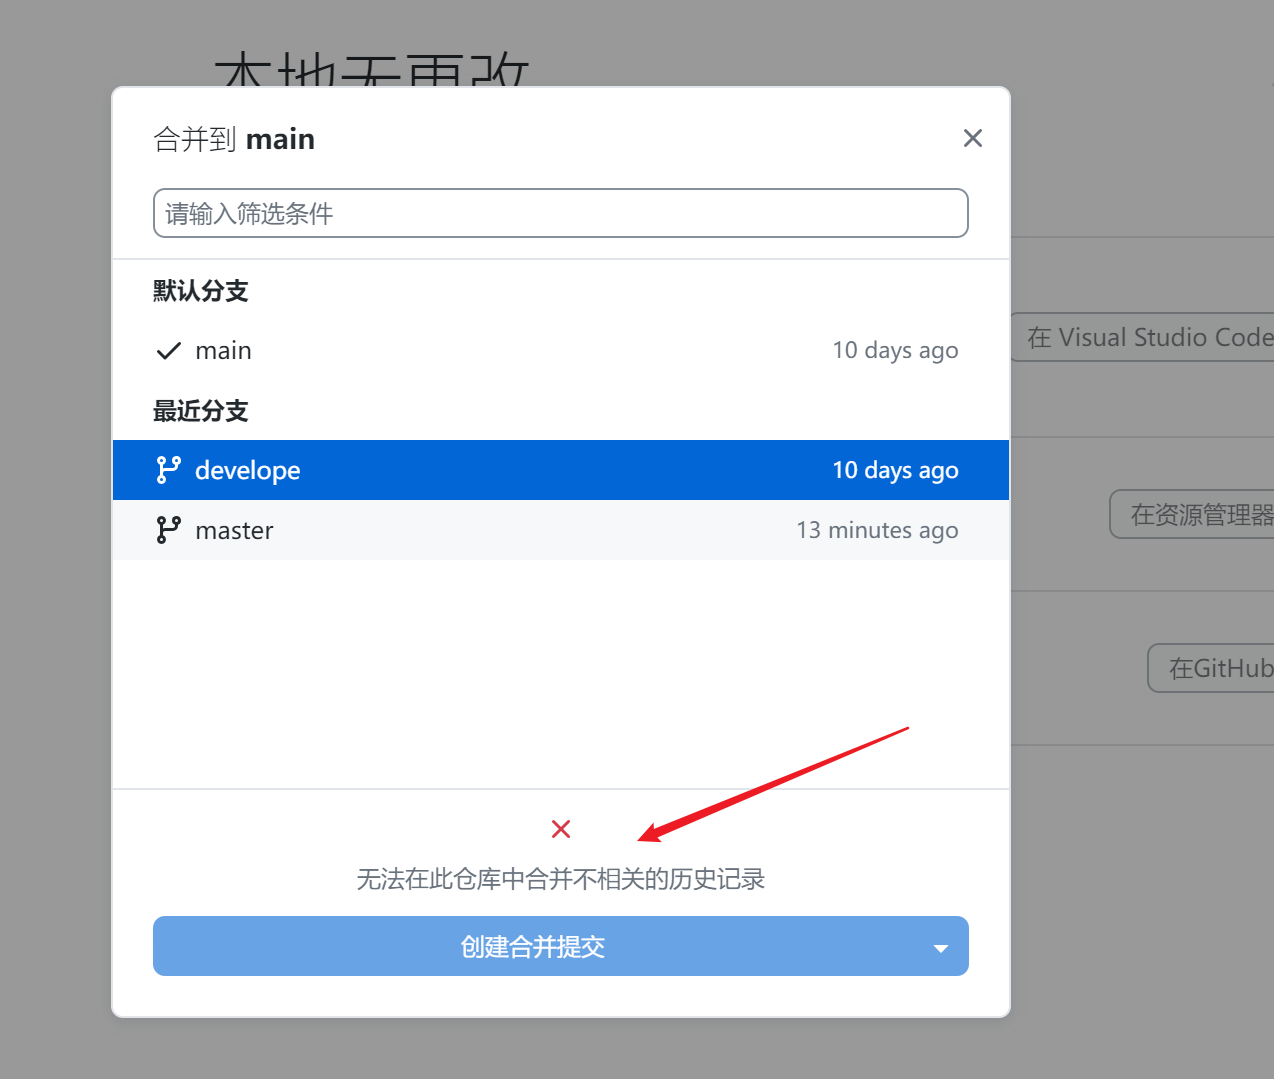 本地无更改
合并到 main
请输入筛选条件
默认分支
main 10 days ago
在 Visual Studio Code
最近分支
develope 10 days ago
在资源管理器
master 13 minutes ago
在GitHub
无法在此仓库中合并不相关的历史记录
创建合并提交